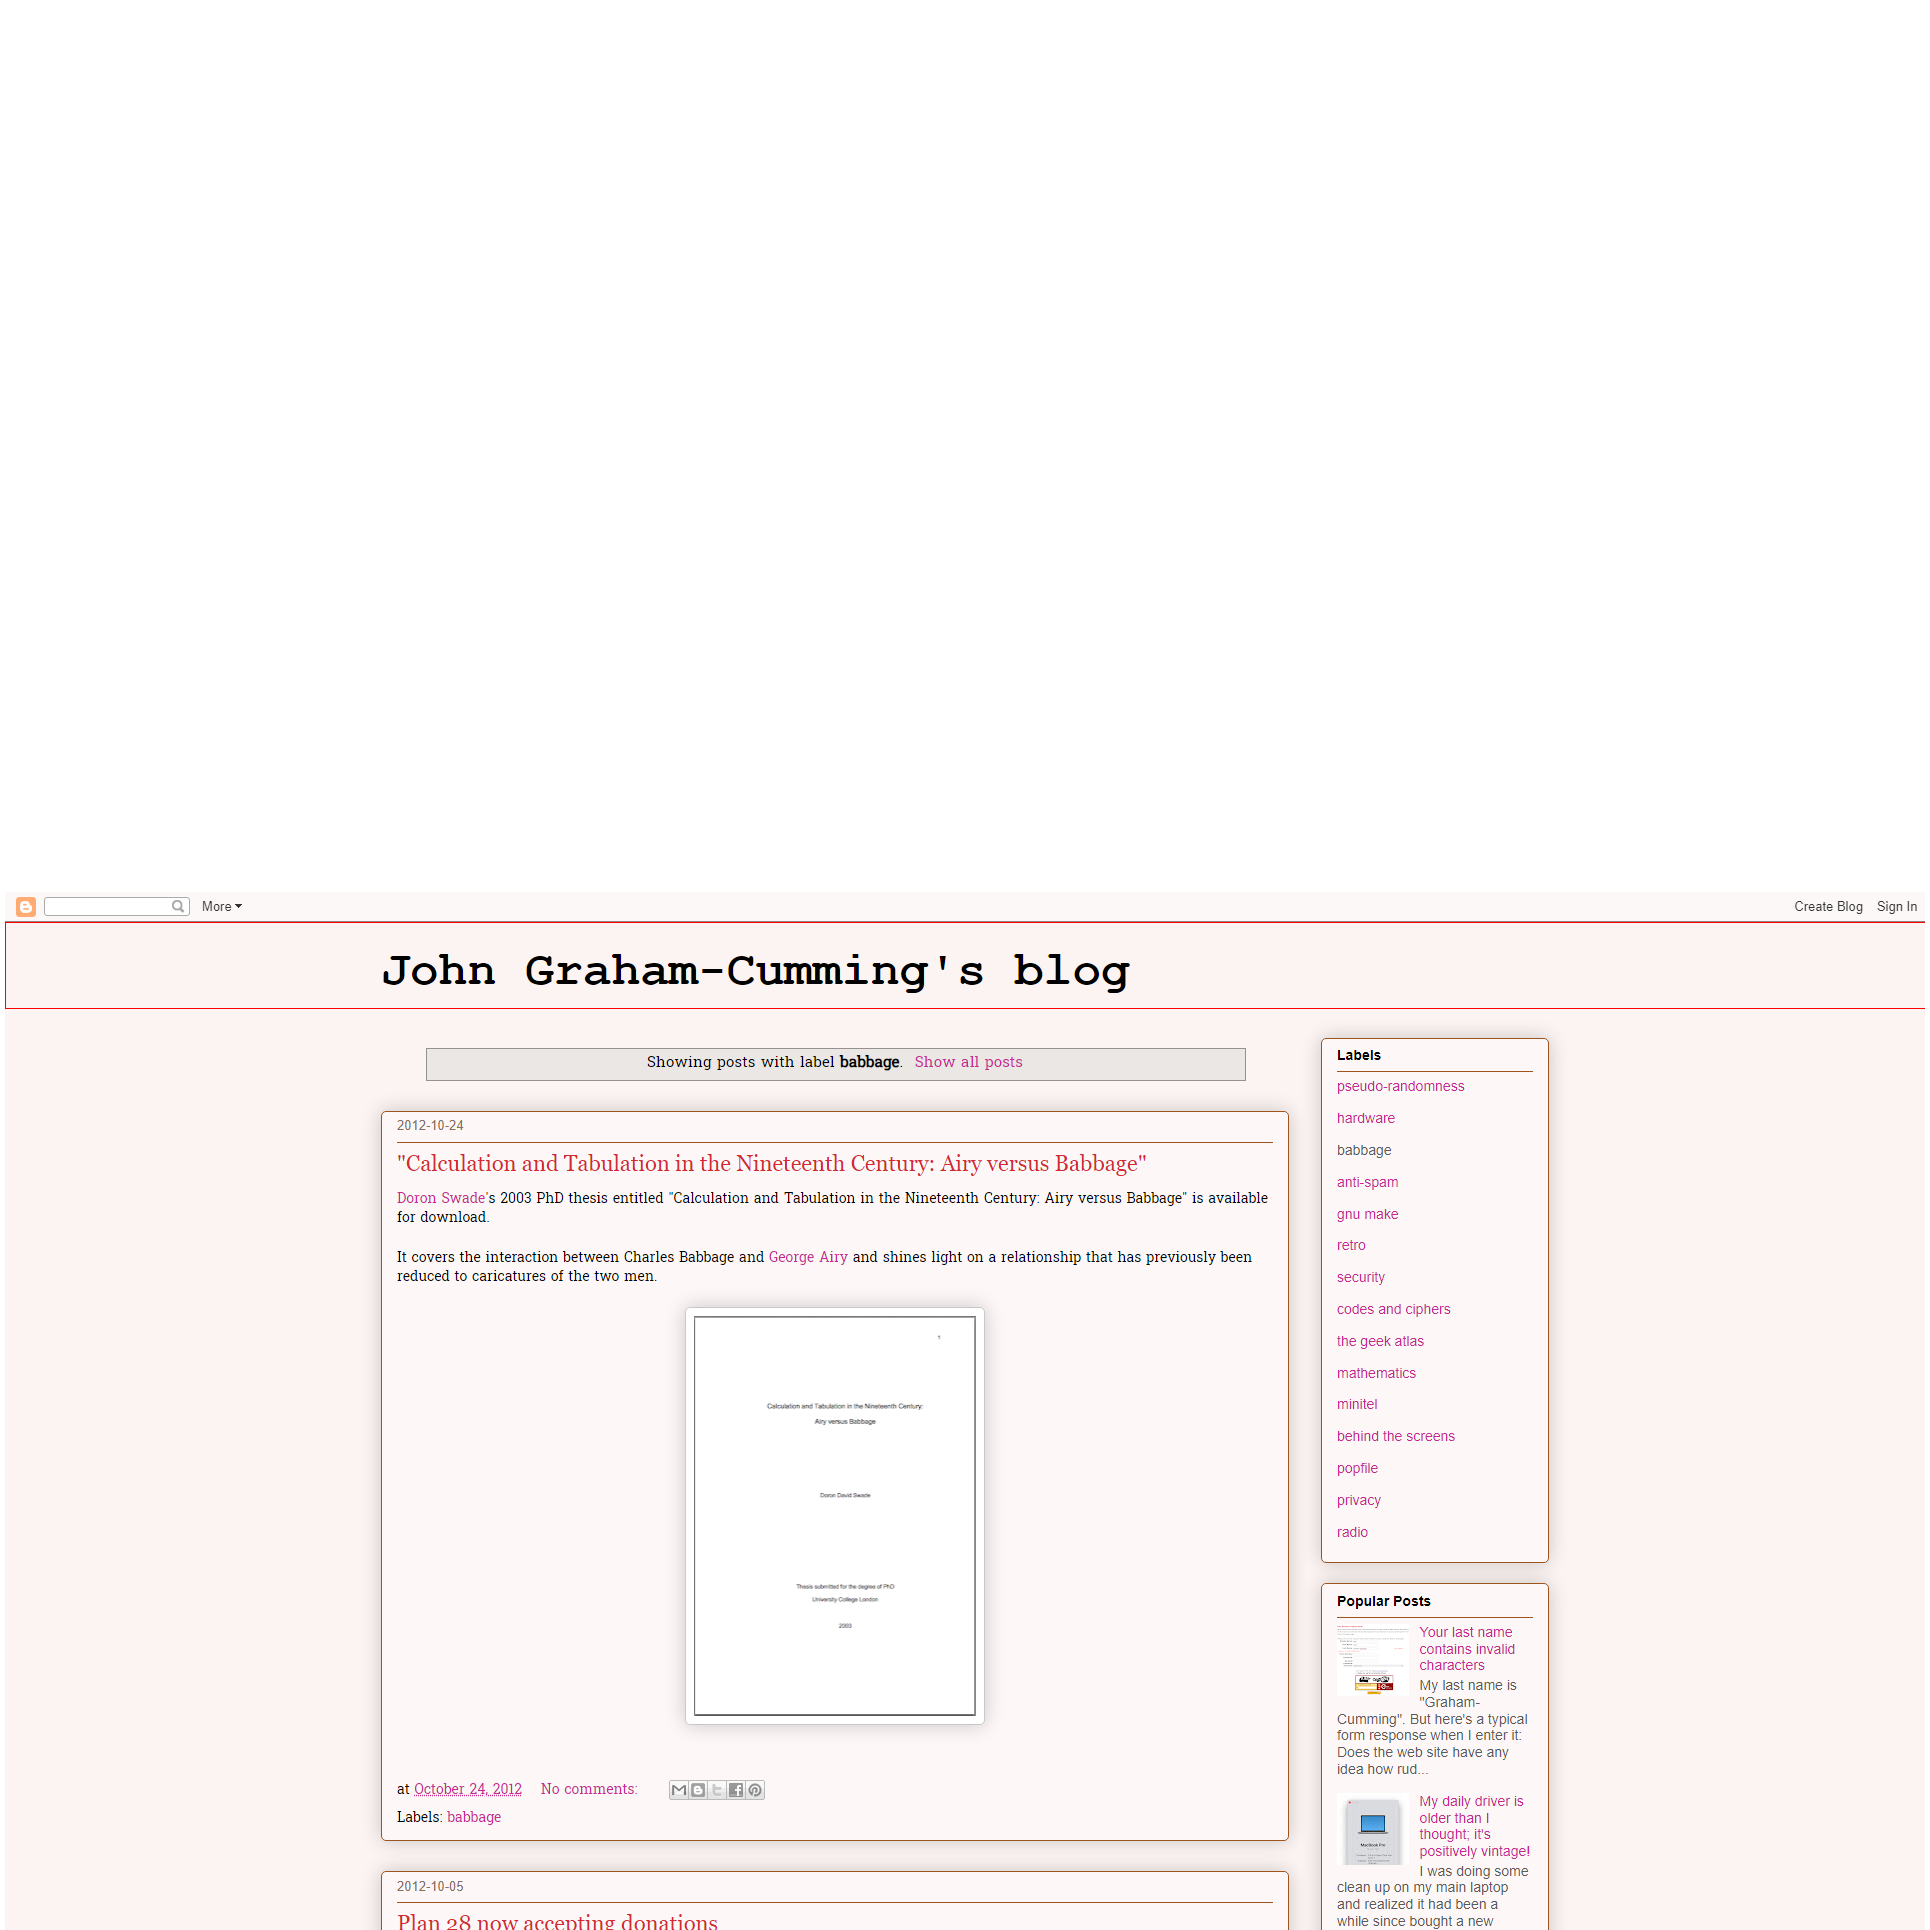 More
Create Blog
Sign In
John Graham-Cumming's blog
Showing posts with label babbage. Show all posts
2012-10-24
"Calculation and Tabulation in the Nineteenth Century: Airy versus Babbage"
Doron Swade's 2003 PhD thesis entitled "Calculation and Tabulation in the Nineteenth Century: Airy versus Babbage" is available
for download.
It covers the interaction between Charles Babbage and George Airy and shines light on a relationship that has previously been
reduced to caricatures of the two men.
1
Calculation and Tabulation in the Nineteenth Century:
Airy versus Babbage
Doron David Swade
Thesis submitted for the degree of PhD
University College London
2003
at October 24, 2012 No comments:
Labels: babbage
2012-10-05
Plan 28 now accepting donations
Labels
pseudo-randomness
hardware
babbage
anti-spam
gnu make
retro
security
codes and ciphers
the geek atlas
mathematics
minitel
behind the screens
popfile
privacy
radio
Popular Posts
Your last name
contains invalid
characters
My last name is
"Graham-
Cumming". But here's a typical
form response when I enter it:
Does the web site have any
idea how rud...
MacBook Pro
My daily driver is
older than I
thought; it's
positively vintage!
I was doing some
clean up on my main laptop
and realized it had been a
while since bought a new